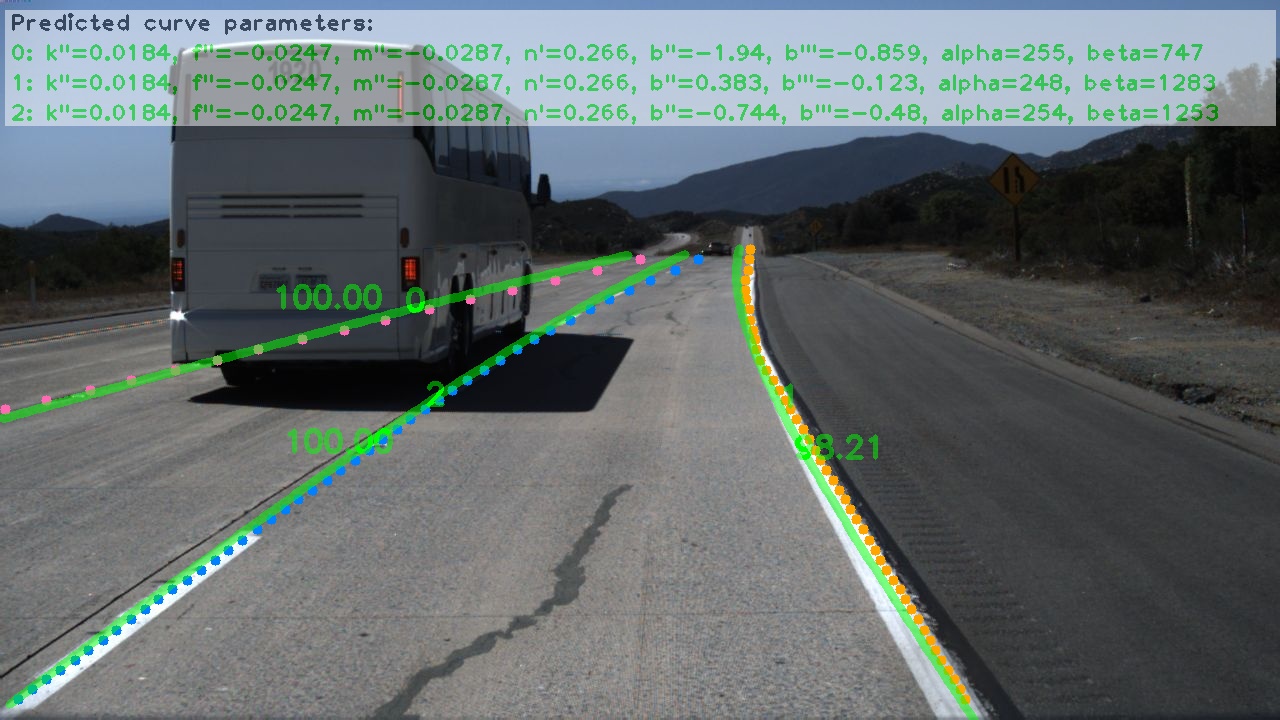 Predicted curve parameters:
0: k''=0.0184, f''=-0.0247, m''=-0.0287, n'=0.266, b''=-1.94, b'''=-0.859, alpha=255, beta=747
1: k''=0.0184, f''=-0.0247, m''=-0.0287, n'=0.266, b''=0.383, b'''=-0.123, alpha=248, beta=1283
2: k''=0.0184, f''=-0.0247, m''=-0.0287, n'=0.266, b''=-0.744, b'''=-0.48, alpha=254, beta=1253
100.00 0
2
1
100.00
98.21